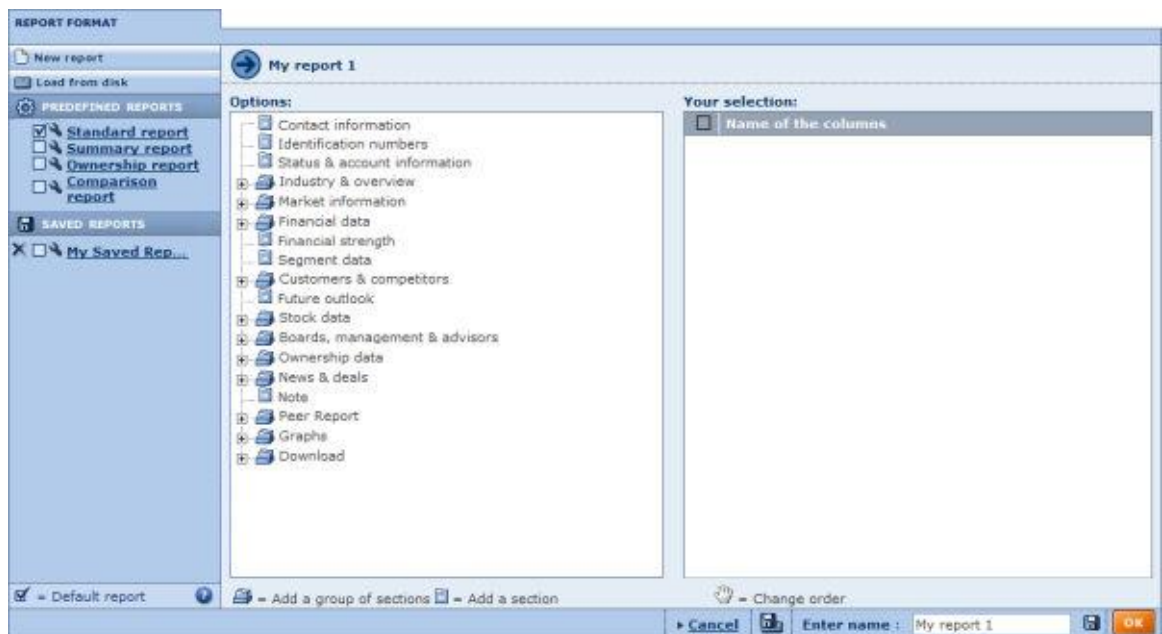 REPORT FORMAT
New report
Load from disk
PREDEFINED REPORTS
Standard report
Summary report
Ownership report
Comparison
report
SAVED REPORTS
My Saved Rep...
= Default report
My report 1
Options:
Contact information
Identification numbers
Status & account information
Industry & overview
Market information
Financial data
Financial strength
Segment data
Customers & competitors
Future outlook
Stock data
Boards, management & advisors
Ownership data
News & deals
Note
Peer Report
Graphs
Download
= Add a group of sections = Add a section
Your selection:
Name of the columns
= Change order
Cancel Enter name : My report 1 OK